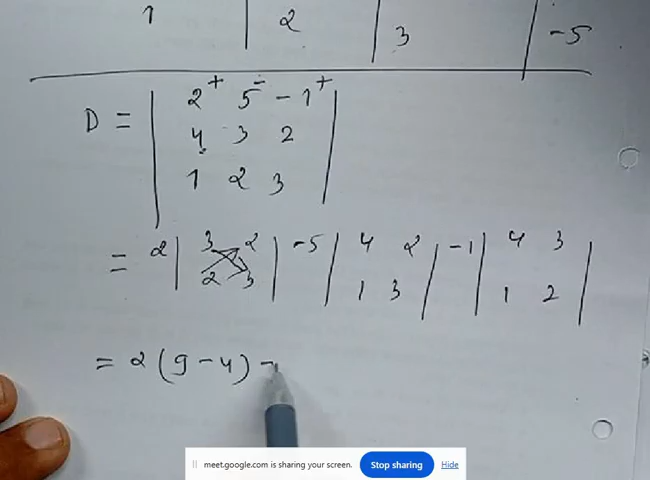 1 | 2 | 3 | -5
D = | 2⁺ 5⁻ -1⁺ |
| 4 3 2 |
| 1 2 3 |
= 2 | 3 2 | -5 | 4 2 | -1 | 4 3 |
| 2 3 | | 1 3 | | 1 2 |
= 2 (9 - 4) -
meet.google.com is sharing your screen. Stop sharing Hide